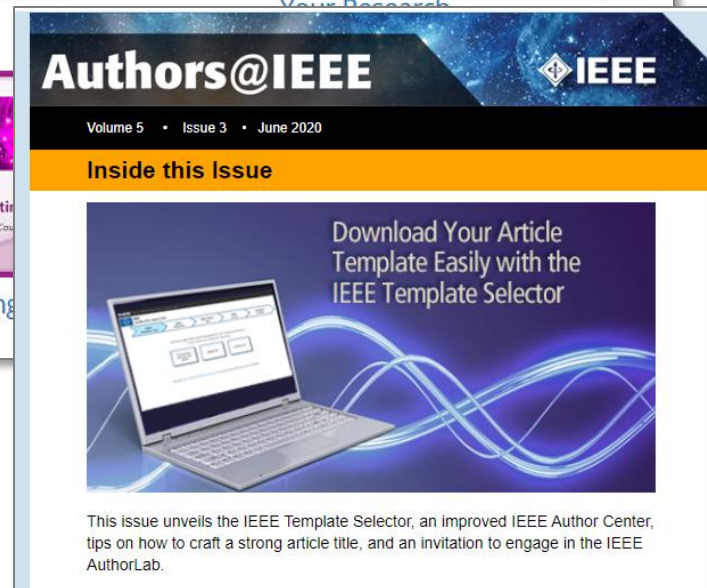 Your Research
Authors@IEEE
IEEE
Volume 5 • Issue 3 • June 2020
Inside this Issue
Download Your Article
Template Easily with the
IEEE Template Selector
This issue unveils the IEEE Template Selector, an improved IEEE Author Center,
tips on how to craft a strong article title, and an invitation to engage in the IEEE
AuthorLab.